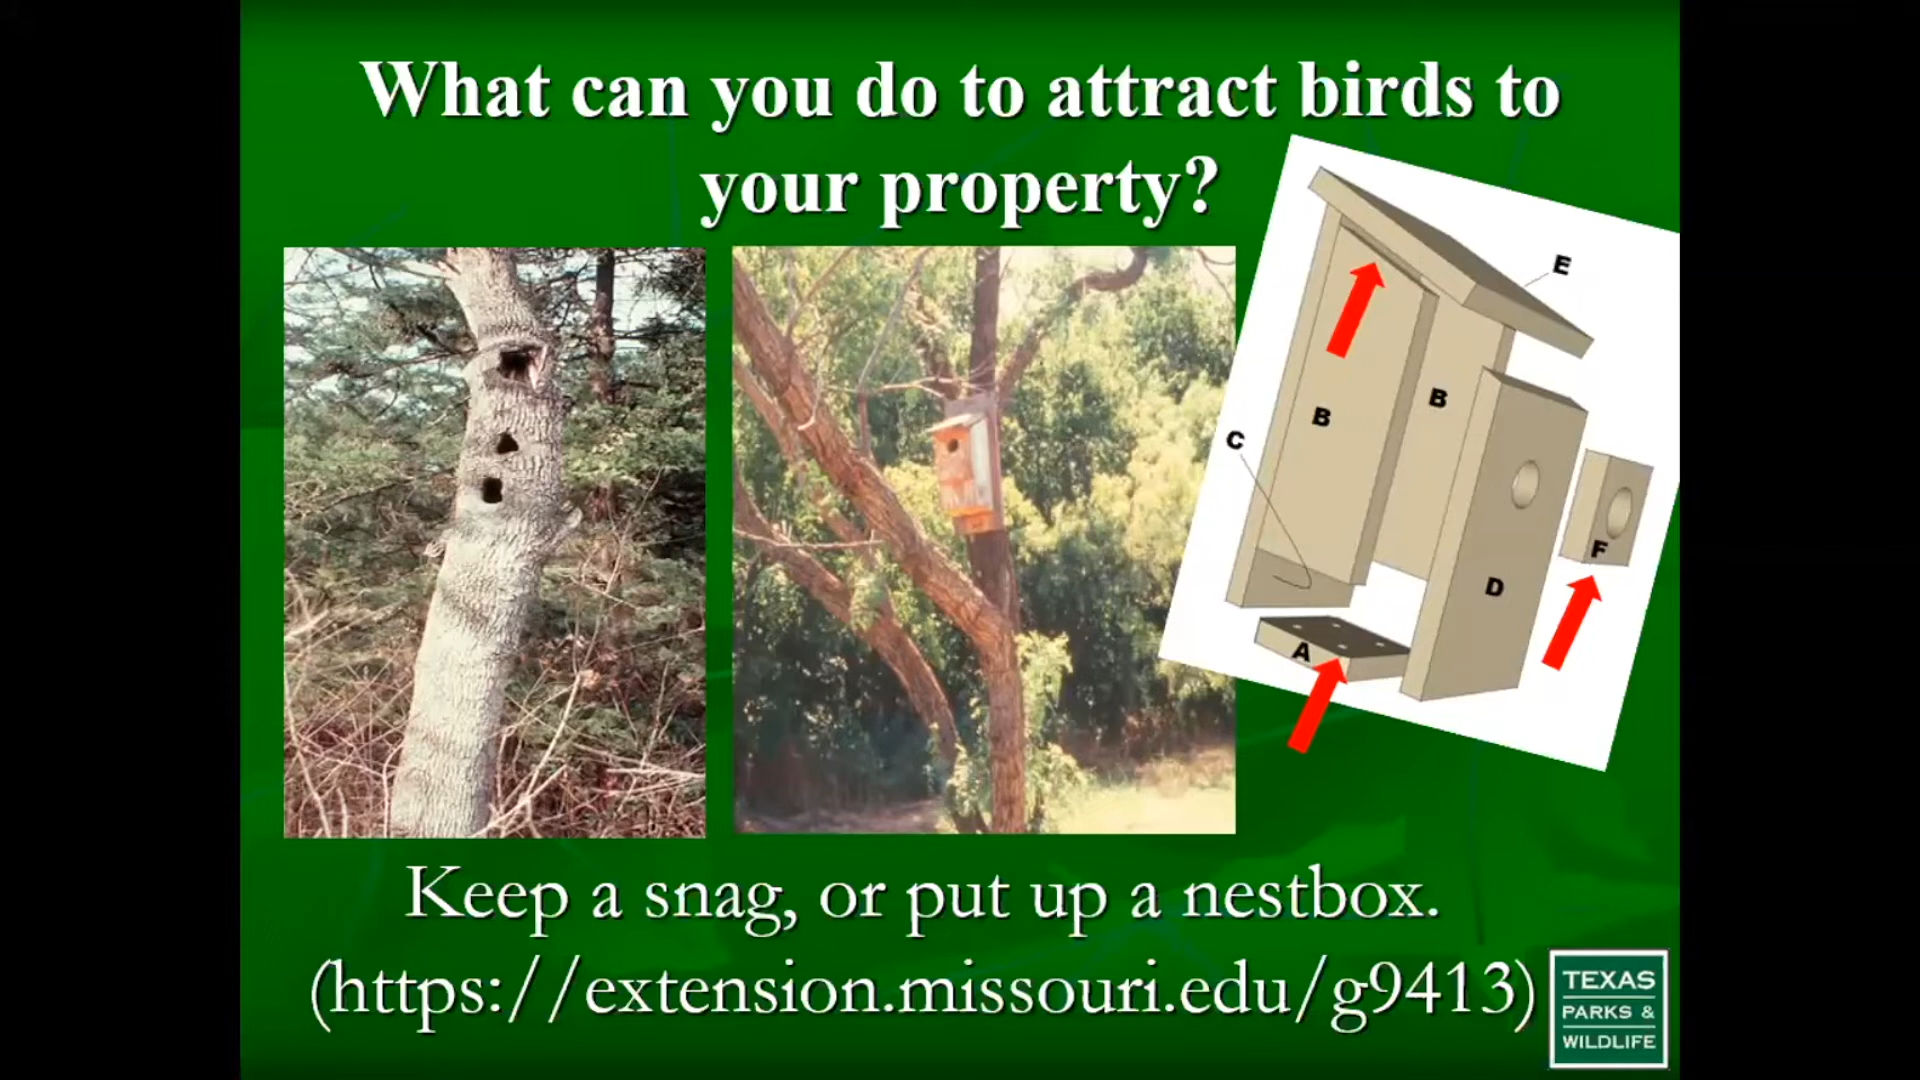 What can you do to attract birds to
your property?
E
B
B
C
D
F
A
Keep a snag, or put up a nestbox.
(https://extension.missouri.edu/g9413)
TEXAS
PARKS &
WILDLIFE